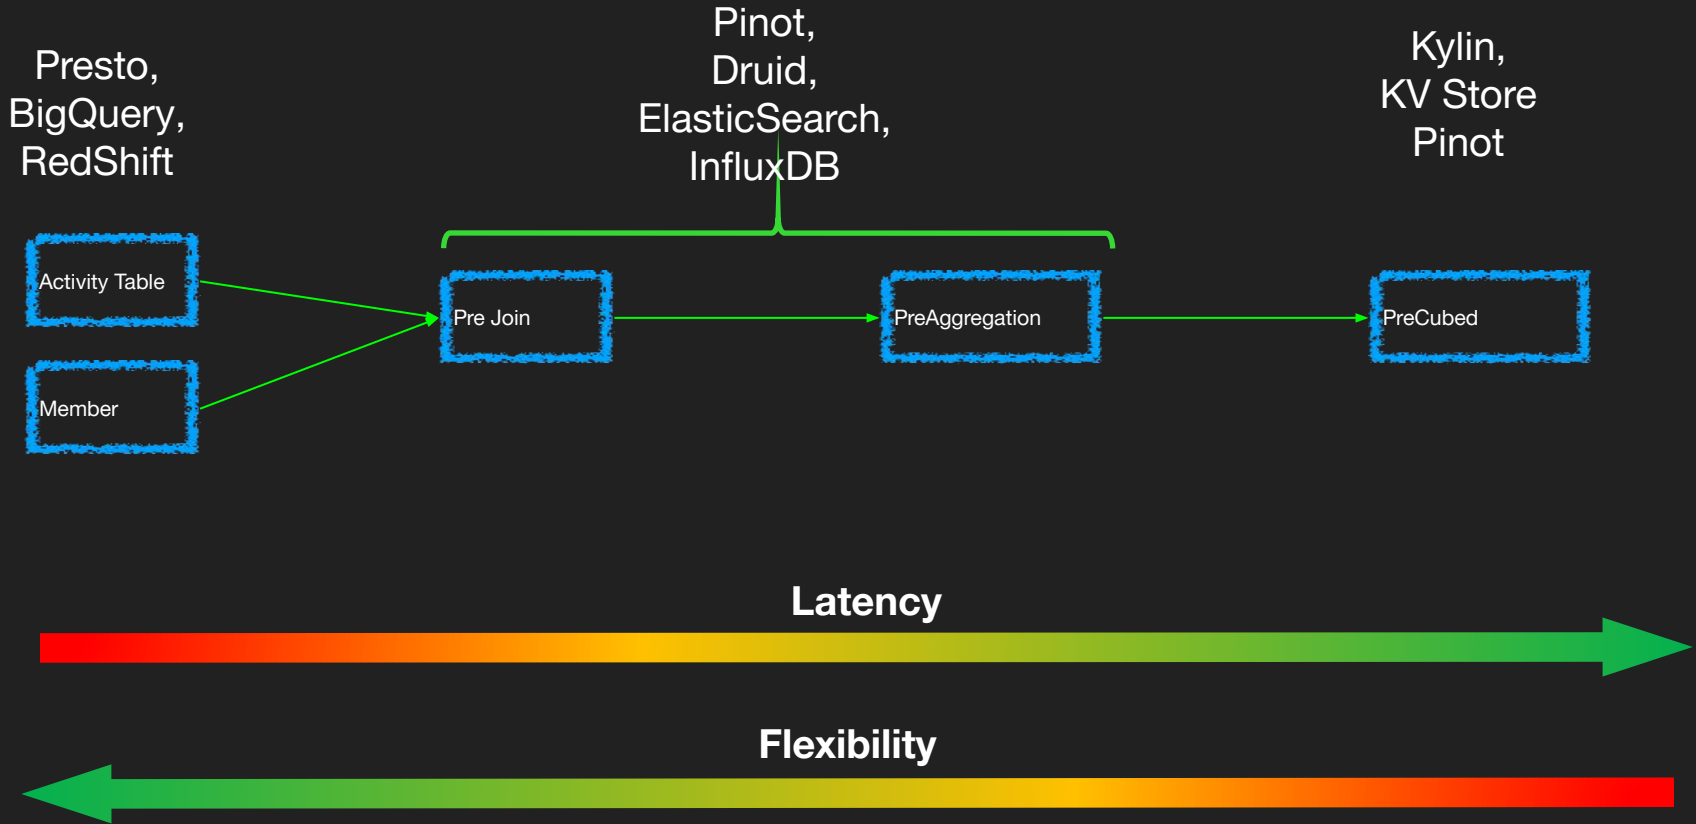 Presto,
BigQuery,
RedShift
Pinot,
Druid,
ElasticSearch,
InfluxDB
Kylin,
KV Store
Pinot
Activity Table
Member
Pre Join
PreAggregation
PreCubed
Latency
Flexibility